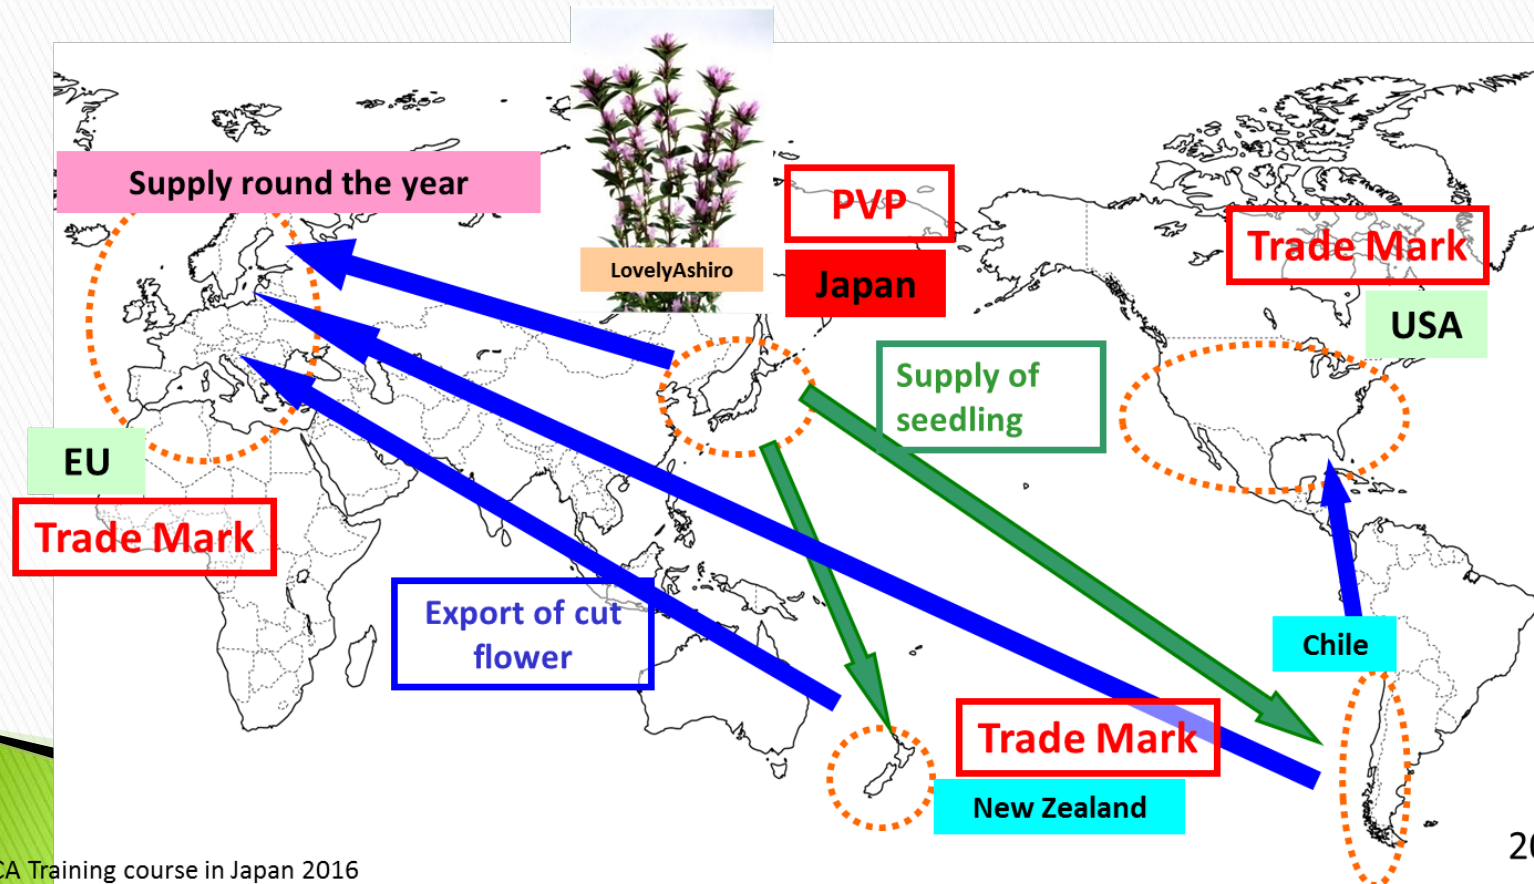 Supply round the year
LovelyAshiro
PVP
Japan
Trade Mark
USA
Supply of
seedling
EU
Trade Mark
Export of cut
flower
Chile
Trade Mark
New Zealand
Training course in Japan 2016